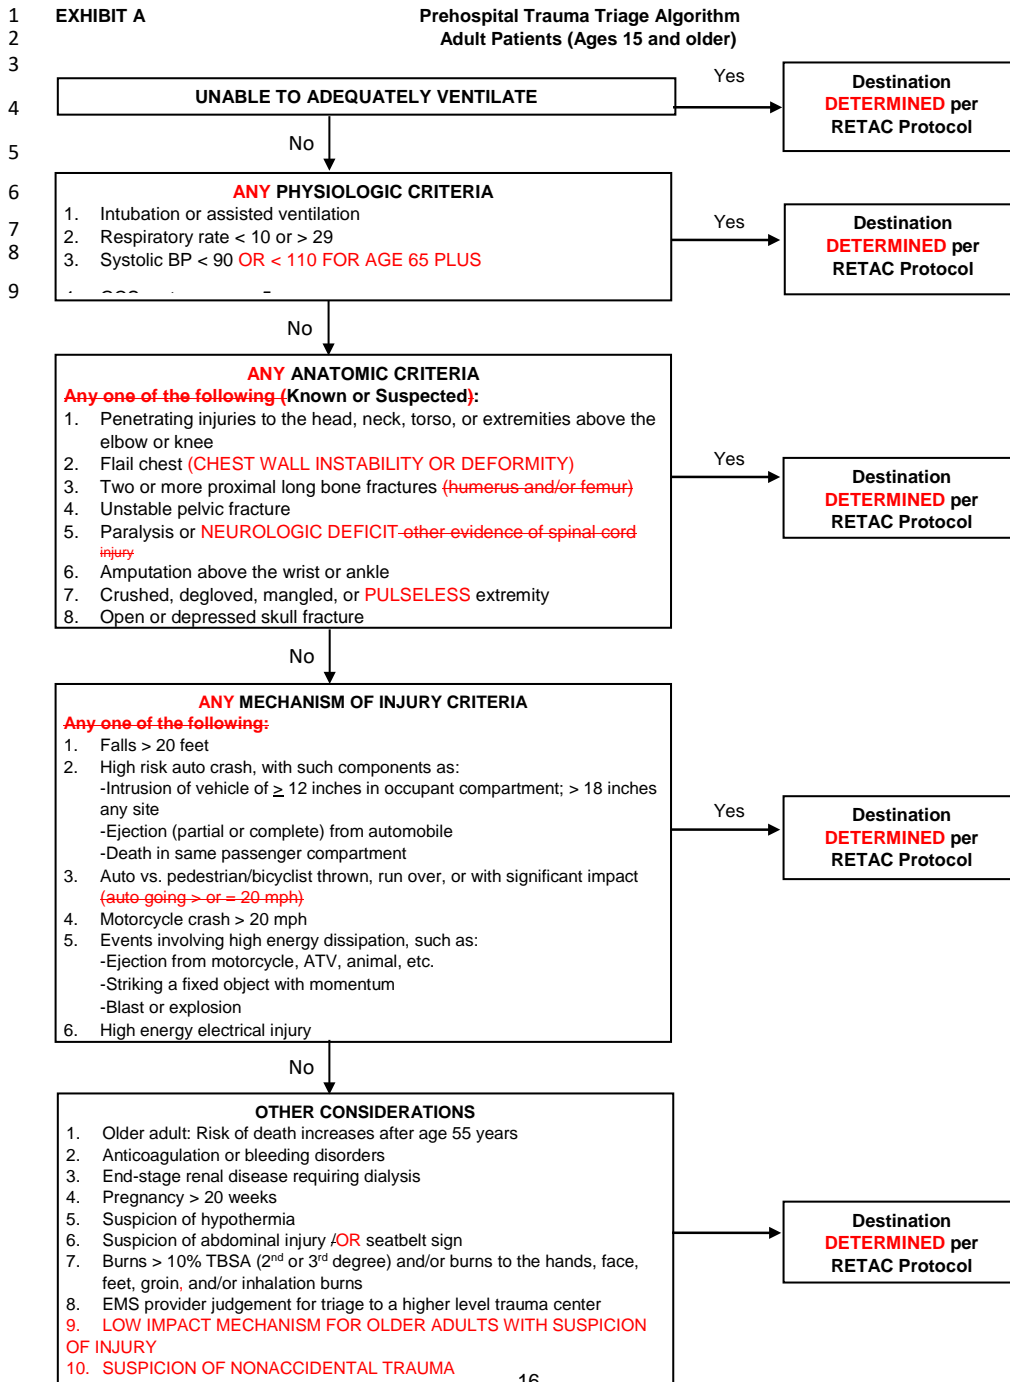 1 EXHIBIT A Prehospital Trauma Triage Algorithm
2 Adult Patients (Ages 15 and older)
3
4
5
6
7
8
9
UNABLE TO ADEQUATELY VENTILATE
Yes
Destination
DETERMINED per
RETAC Protocol
No
ANY PHYSIOLOGIC CRITERIA
1. Intubation or assisted ventilation
2. Respiratory rate < 10 or > 29
3. Systolic BP < 90 OR < 110 FOR AGE 65 PLUS
Yes
Destination
DETERMINED per
RETAC Protocol
No
ANY ANATOMIC CRITERIA
Any one of the following (Known or Suspected):
1. Penetrating injuries to the head, neck, torso, or extremities above the
elbow or knee
2. Flail chest (CHEST WALL INSTABILITY OR DEFORMITY)
3. Two or more proximal long bone fractures (humerus and/or femur)
4. Unstable pelvic fracture
5. Paralysis or NEUROLOGIC DEFICIT other evidence of spinal cord
injury
6. Amputation above the wrist or ankle
7. Crushed, degloved, mangled, or PULSELESS extremity
8. Open or depressed skull fracture
Yes
Destination
DETERMINED per
RETAC Protocol
No
ANY MECHANISM OF INJURY CRITERIA
Any one of the following:
1. Falls > 20 feet
2. High risk auto crash, with such components as:
-Intrusion of vehicle of ≥ 12 inches in occupant compartment; > 18 inches
any site
-Ejection (partial or complete) from automobile
-Death in same passenger compartment
3. Auto vs. pedestrian/bicyclist thrown, run over, or with significant impact
(auto going > or = 20 mph)
4. Motorcycle crash > 20 mph
5. Events involving high energy dissipation, such as:
-Ejection from motorcycle, ATV, animal, etc.
-Striking a fixed object with momentum
-Blast or explosion
6. High energy electrical injury
Yes
Destination
DETERMINED per
RETAC Protocol
No
OTHER CONSIDERATIONS
1. Older adult: Risk of death increases after age 55 years
2. Anticoagulation or bleeding disorders
3. End-stage renal disease requiring dialysis
4. Pregnancy > 20 weeks
5. Suspicion of hypothermia
6. Suspicion of abdominal injury /OR seatbelt sign
7. Burns > 10% TBSA (2nd or 3rd degree) and/or burns to the hands, face,
feet, groin, and/or inhalation burns
8. EMS provider judgement for triage to a higher level trauma center
9. LOW IMPACT MECHANISM FOR OLDER ADULTS WITH SUSPICION
OF INJURY
10. SUSPICION OF NONACCIDENTAL TRAUMA
Destination
DETERMINED per
RETAC Protocol
16